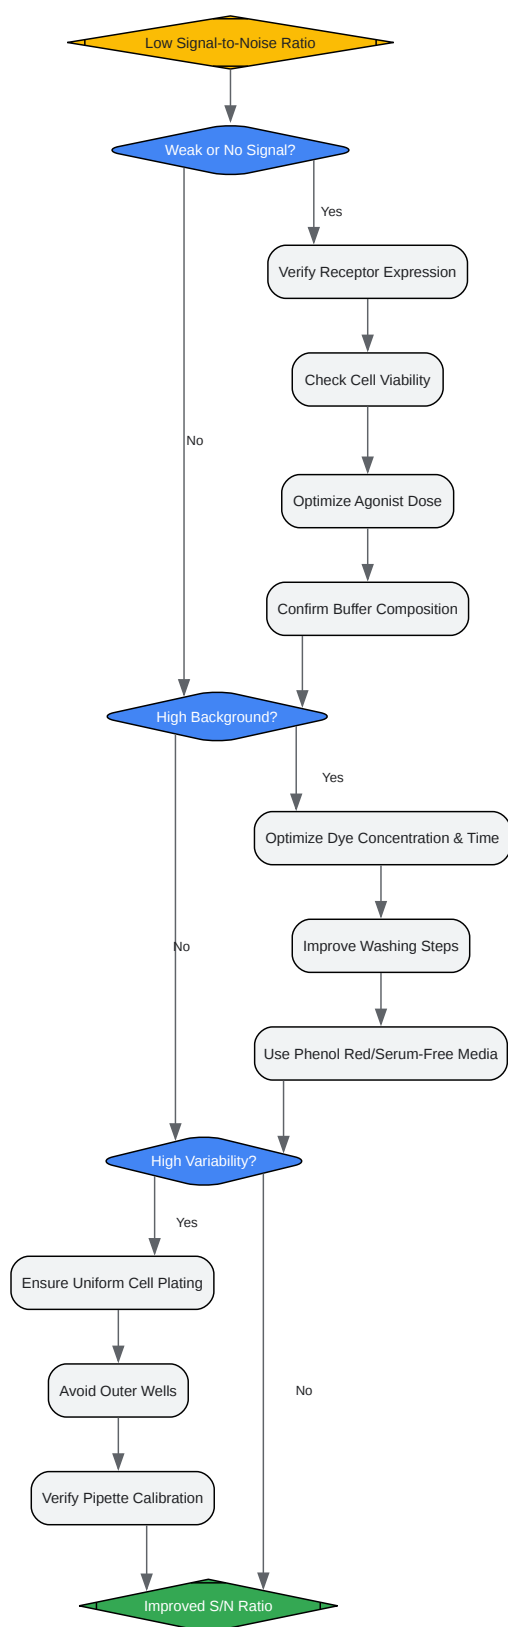 Low Signal-to-Noise Ratio
Weak or No Signal?
Yes
Verify Receptor Expression
Check Cell Viability
No
Optimize Agonist Dose
Confirm Buffer Composition
High Background?
Yes
Optimize Dye Concentration & Time
No
Improve Washing Steps
Use Phenol Red/Serum-Free Media
High Variability?
Yes
Ensure Uniform Cell Plating
Avoid Outer Wells
No
Verify Pipette Calibration
Improved S/N Ratio